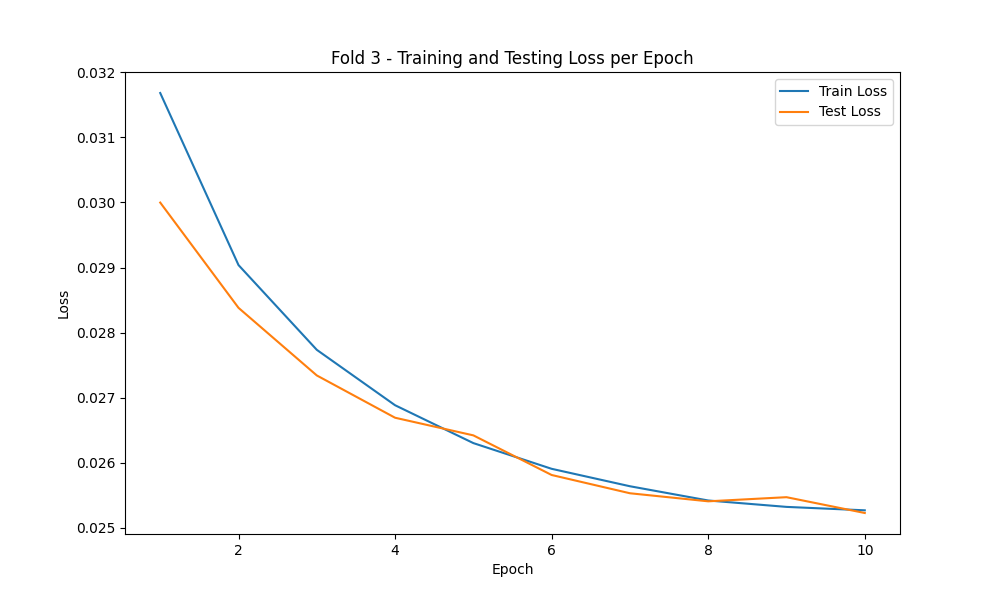 Fold 3 - Training and Testing Loss per Epoch
Train Loss
Test Loss
0.032
0.031
0.030
0.029
0.028
0.027
0.026
0.025
Loss
2 4 6 8 10
Epoch